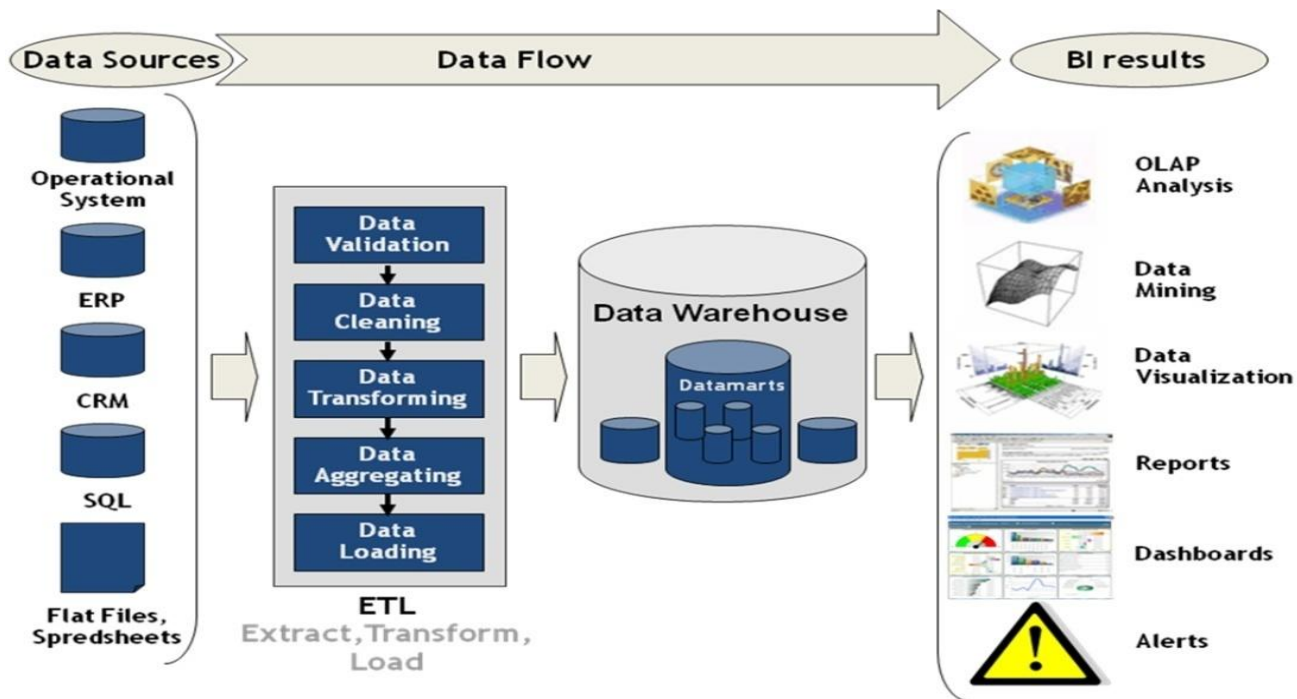 Data Sources
Data Flow
BI results
Operational
System
ERP
CRM
SQL
Flat Files,
Spredsheets
Data
Validation
Data
Cleaning
Data
Transforming
Data
Aggregating
Data
Loading
ETL
Extract, Transform,
Load
Data Warehouse
Datamarts
OLAP
Analysis
Data
Mining
Data
Visualization
Reports
Dashboards
Alerts